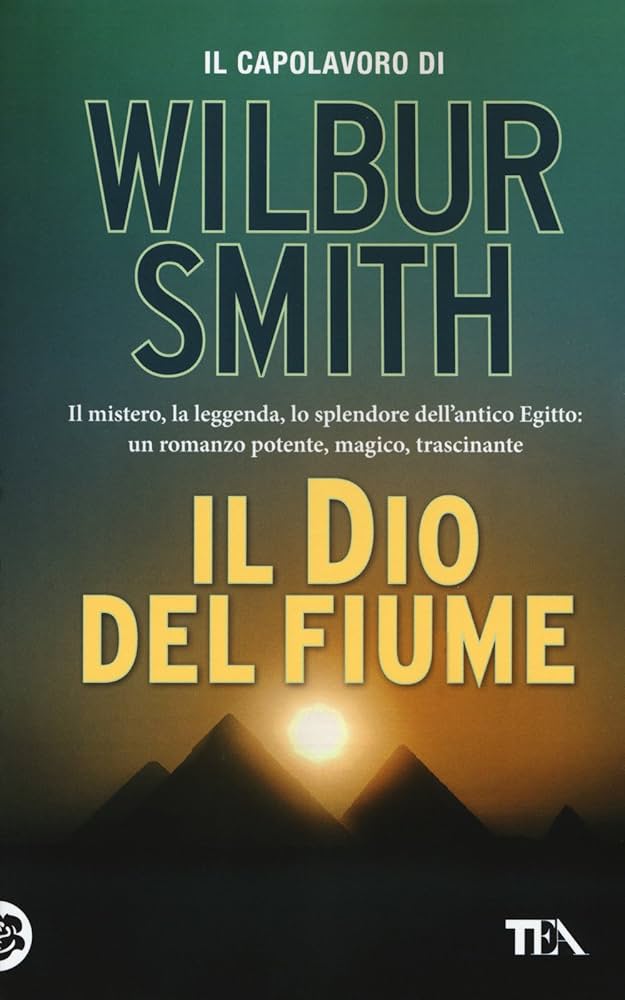 IL CAPOLAVORO DI
WILBUR
SMITH
Il mistero, la leggenda, lo splendore dell'antico Egitto:
un romanzo potente, magico, trascinante
IL DIO
DEL FIUME
TEA